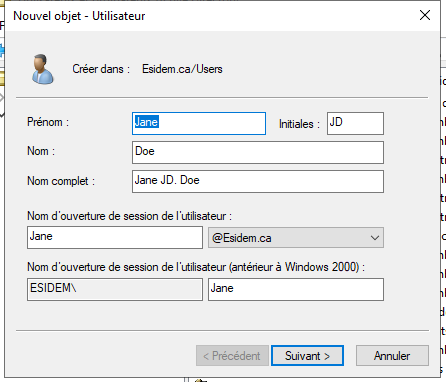 Nouvel objet - Utilisateur
Créer dans : Esidem.ca/Users
Prénom : Jane Initiales : JD
Nom : Doe
Nom complet : Jane JD. Doe
Nom d'ouverture de session de l'utilisateur :
Jane @Esidem.ca
Nom d'ouverture de session de l'utilisateur (antérieur à Windows 2000) :
ESIDEM\ Jane
< Précédent Suivant > Annuler